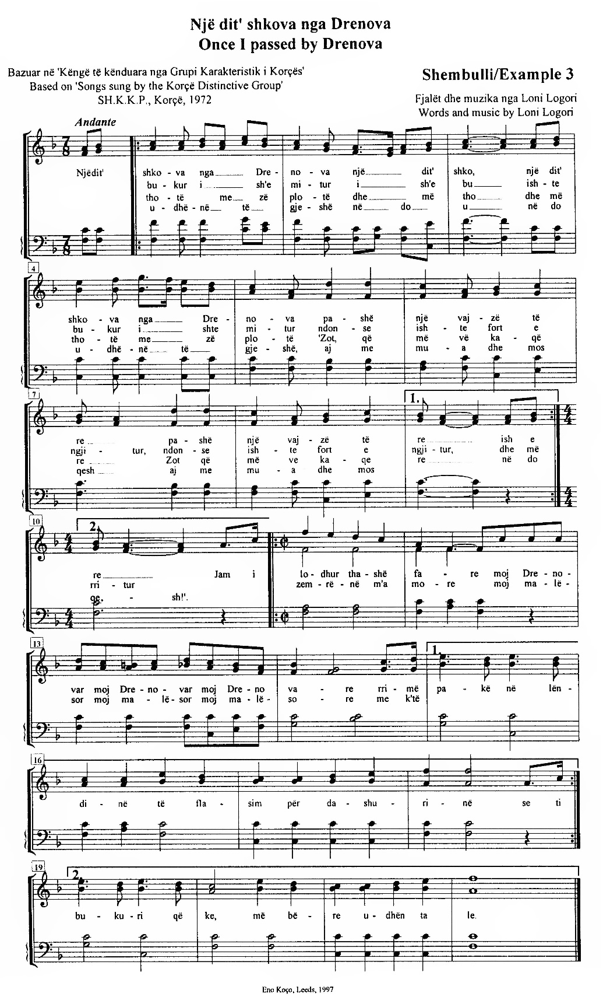 Një dit' shkova nga Drenova
Once I passed by Drenova
Bazuar në 'Këngë të kënduara nga Grupi Karakteristik i Korçës'
Based on 'Songs sung by the Korçë Distinctive Group'
SH.K.K.P., Korçë, 1972
Shembulli/Example 3
Fjalët dhe muzika nga Loni Logori
Words and music by Loni Logori
Andante
7 8
Njëdit' shko - va nga Dre - no - va një dit' shko, një dit'
bu - kur i sh'e mi - tur i sh'e bu ish - te
tho - të me zë plo - të dhe më tho dhe më
u - dhë - në të gje - shë në do u në do
7 8
4
shko - va nga Dre - no - va pa - shë një vaj - zë të
bu - kur i shte mi - tur ndon - se ish - te fort e
tho - të me zë plo - të 'Zot, që më vë ka - që
u - dhë - në të gje - shë, aj me mu - a dhe mos
7
1.
4 4
re pa - shë një vaj - zë të re ish e
ngji - tur, ndon - se ish - te fort e ngji - tur, dhe më
re Zot që më ve ka - qe re në do
qesh aj me mu - a dhe mos
4 4
10
2.
4 4
re Jam i lo - dhur tha - shë fa - re moj Dre - no -
rri - tur zem - rë - në m'a mo - re moj ma - lë -
qe. - sh!'.
4 4
13
1.
var moj Dre - no - var moj Dre - no va - re rri - më pa - kë në lën -
sor moj ma - lë - sor moj ma - lë - so - re me k'të
16
di - në të fla - sim për da - shu - ri - në se ti
19
2.
bu - ku - ri që ke, më bë - re u - dhën ta le.
Eno Koço, Leeds, 1997